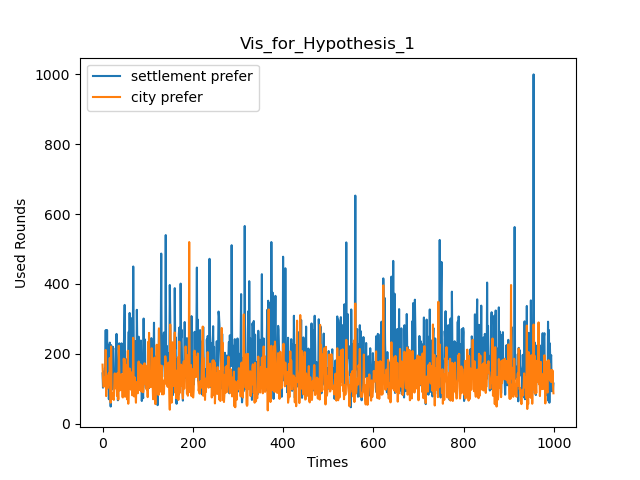 Vis_for_Hypothesis_1
settlement prefer
city prefer
1000
800
600
400
200
0
Used Rounds
0 200 400 600 800 1000
Times